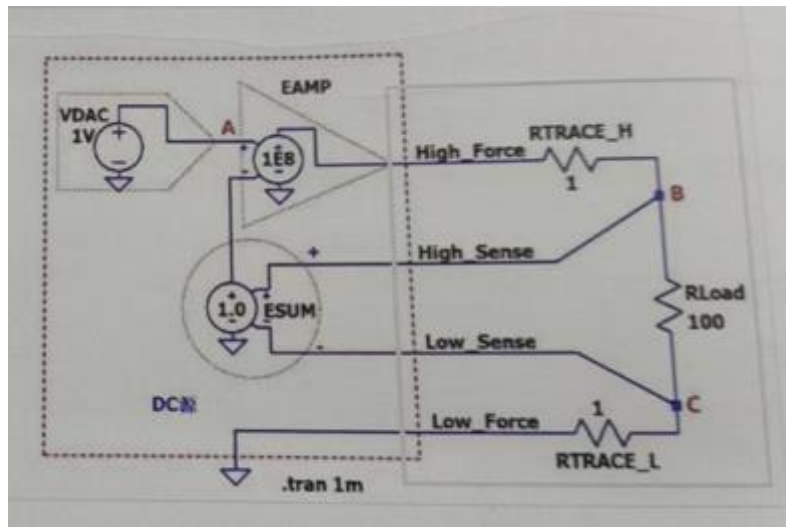 EAMP
VDAC
1V
A
+
-
1E8
High_Force
RTRACE_H
1
B
+
High_Sense
1.0
ESUM
RLoad
100
Low_Sense
-
DC
C
1
Low_Force
RTRACE_L
.tran 1m